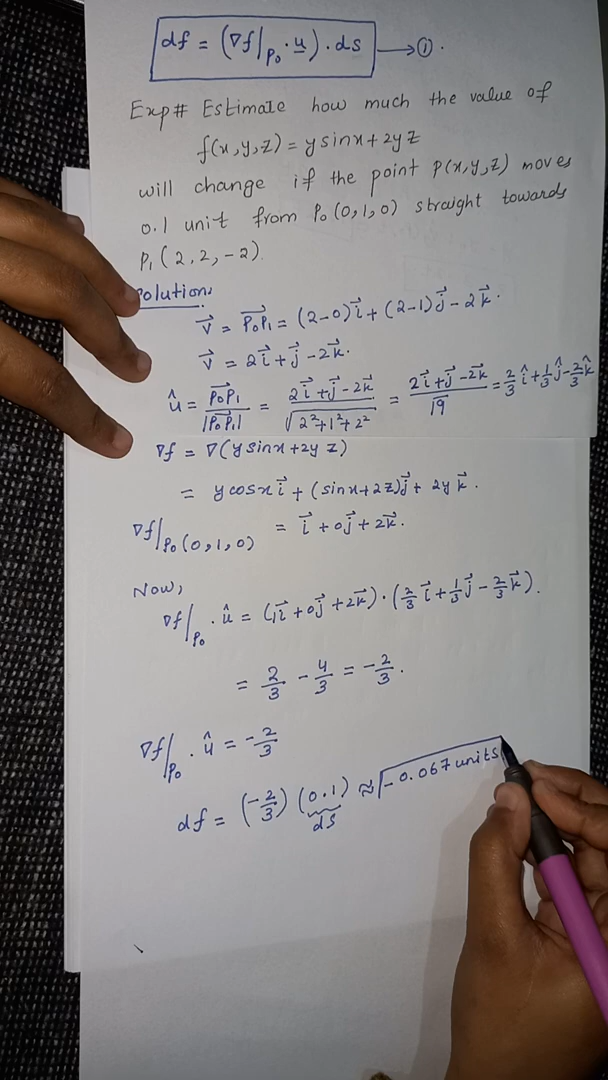 df = (∇f|P₀ · u) · ds → ①.
Exp# Estimate how much the value of
f(x,y,z) = y sinx + 2y z
will change if the point P(x,y,z) moves
0.1 unit from P₀(0,1,0) straight towards
P₁(2,2,-2).
olution:
v⃗ = P₀P₁⃗ = (2-0)i⃗ + (2-1)j⃗ - 2k⃗.
v⃗ = 2i⃗ + j⃗ - 2k⃗.
û = P₀P₁⃗ / |P₀P₁⃗| = (2i⃗ + j⃗ - 2k⃗) / √(2²+1²+2²) = (2i⃗ + j⃗ - 2k⃗) / √9 = 2/3 î + 1/3 ĵ - 2/3 k̂
∇f = ∇(y sinx + 2y z)
= y cosx i⃗ + (sinx + 2z)j⃗ + 2y k⃗.
∇f|P₀(0,1,0) = i⃗ + 0j⃗ + 2k⃗.
Now,
∇f|P₀ · û = (1i⃗ + 0j⃗ + 2k⃗) · (2/3 i⃗ + 1/3 j⃗ - 2/3 k⃗).
= 2/3 - 4/3 = -2/3.
∇f|P₀ · û = -2/3
df = (-2/3) (0.1) ≈ -0.067 units
ds